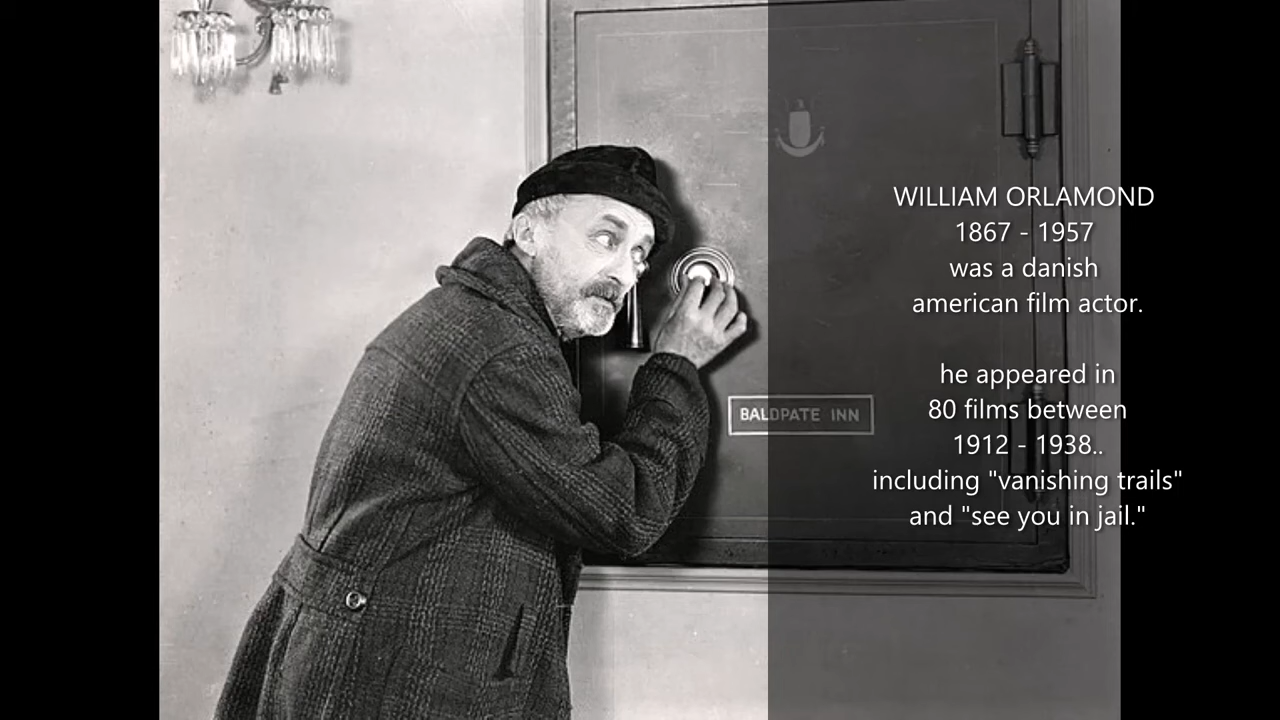 BALDPATE INN
WILLIAM ORLAMOND
1867 - 1957
was a danish
american film actor.
he appeared in
80 films between
1912 - 1938..
including "vanishing trails"
and "see you in jail."